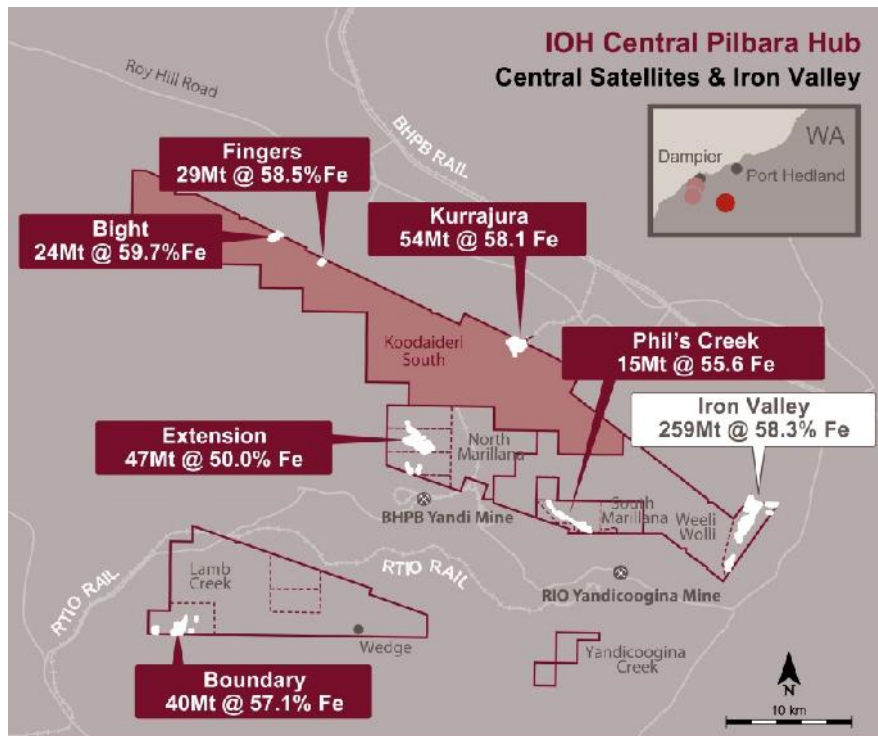 IOH Central Pilbara Hub
Central Satellites & Iron Valley
Roy Hill Road
BHPB RAIL
WA
Dampier
Port Hedland
Fingers
29Mt @ 58.5%Fe
Bight
24Mt @ 59.7%Fe
Kurrajura
54Mt @ 58.1 Fe
Koodaideri
South
Phil's Creek
15Mt @ 55.6 Fe
Iron Valley
259Mt @ 58.3% Fe
Extension
47Mt @ 50.0% Fe
North
Marillana
BHPB Yandi Mine
South
Marillana
Weeli
Wolli
Lamb
Creek
RTIO RAIL
RTIO RAIL
RIO Yandicoogina Mine
Wedge
Yandicoogina
Creek
Boundary
40Mt @ 57.1% Fe
N
10 km